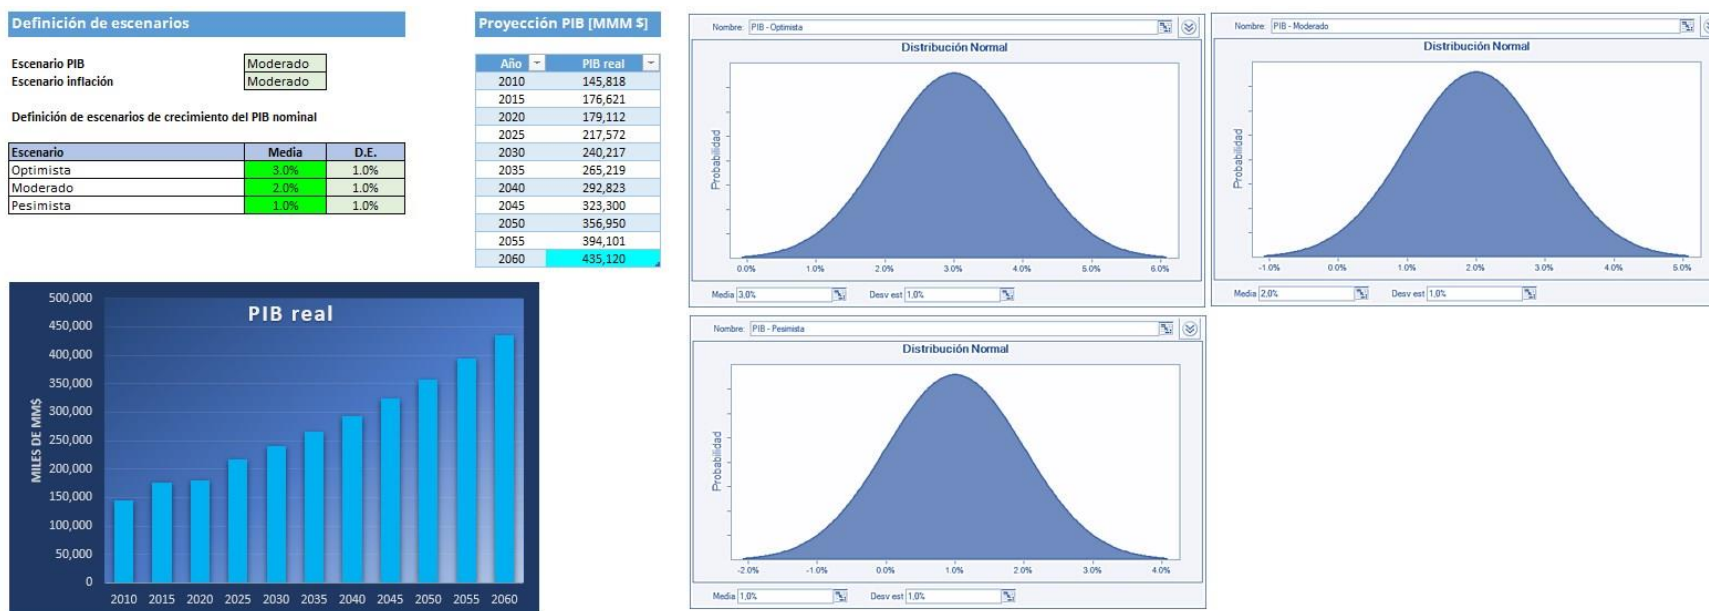 Definición de escenarios
Escenario PIB Moderado
Escenario inflación Moderado
Definición de escenarios de crecimiento del PIB nominal
Escenario Media D.E.
Optimista 3.0% 1.0%
Moderado 2.0% 1.0%
Pesimista 1.0% 1.0%
Proyección PIB [MMM $]
Año PIB real
2010 145,818
2015 176,621
2020 179,112
2025 217,572
2030 240,217
2035 265,219
2040 292,823
2045 323,300
2050 356,950
2055 394,101
2060 435,120
PIB real
MILES DE MM$
500,000
450,000
400,000
350,000
300,000
250,000
200,000
150,000
100,000
50,000
0
2010 2015 2020 2025 2030 2035 2040 2045 2050 2055 2060
Nombre: PIB - Optimista
Distribución Normal
Probabilidad
0.0% 1.0% 2.0% 3.0% 4.0% 5.0% 6.0%
Media 3,0% Desv est 1,0%
Nombre: PIB - Moderado
Distribución Normal
Probabilidad
-1.0% 0.0% 1.0% 2.0% 3.0% 4.0% 5.0%
Media 2,0% Desv est 1,0%
Nombre: PIB - Pesimista
Distribución Normal
Probabilidad
-2.0% -1.0% 0.0% 1.0% 2.0% 3.0% 4.0%
Media 1,0% Desv est 1,0%